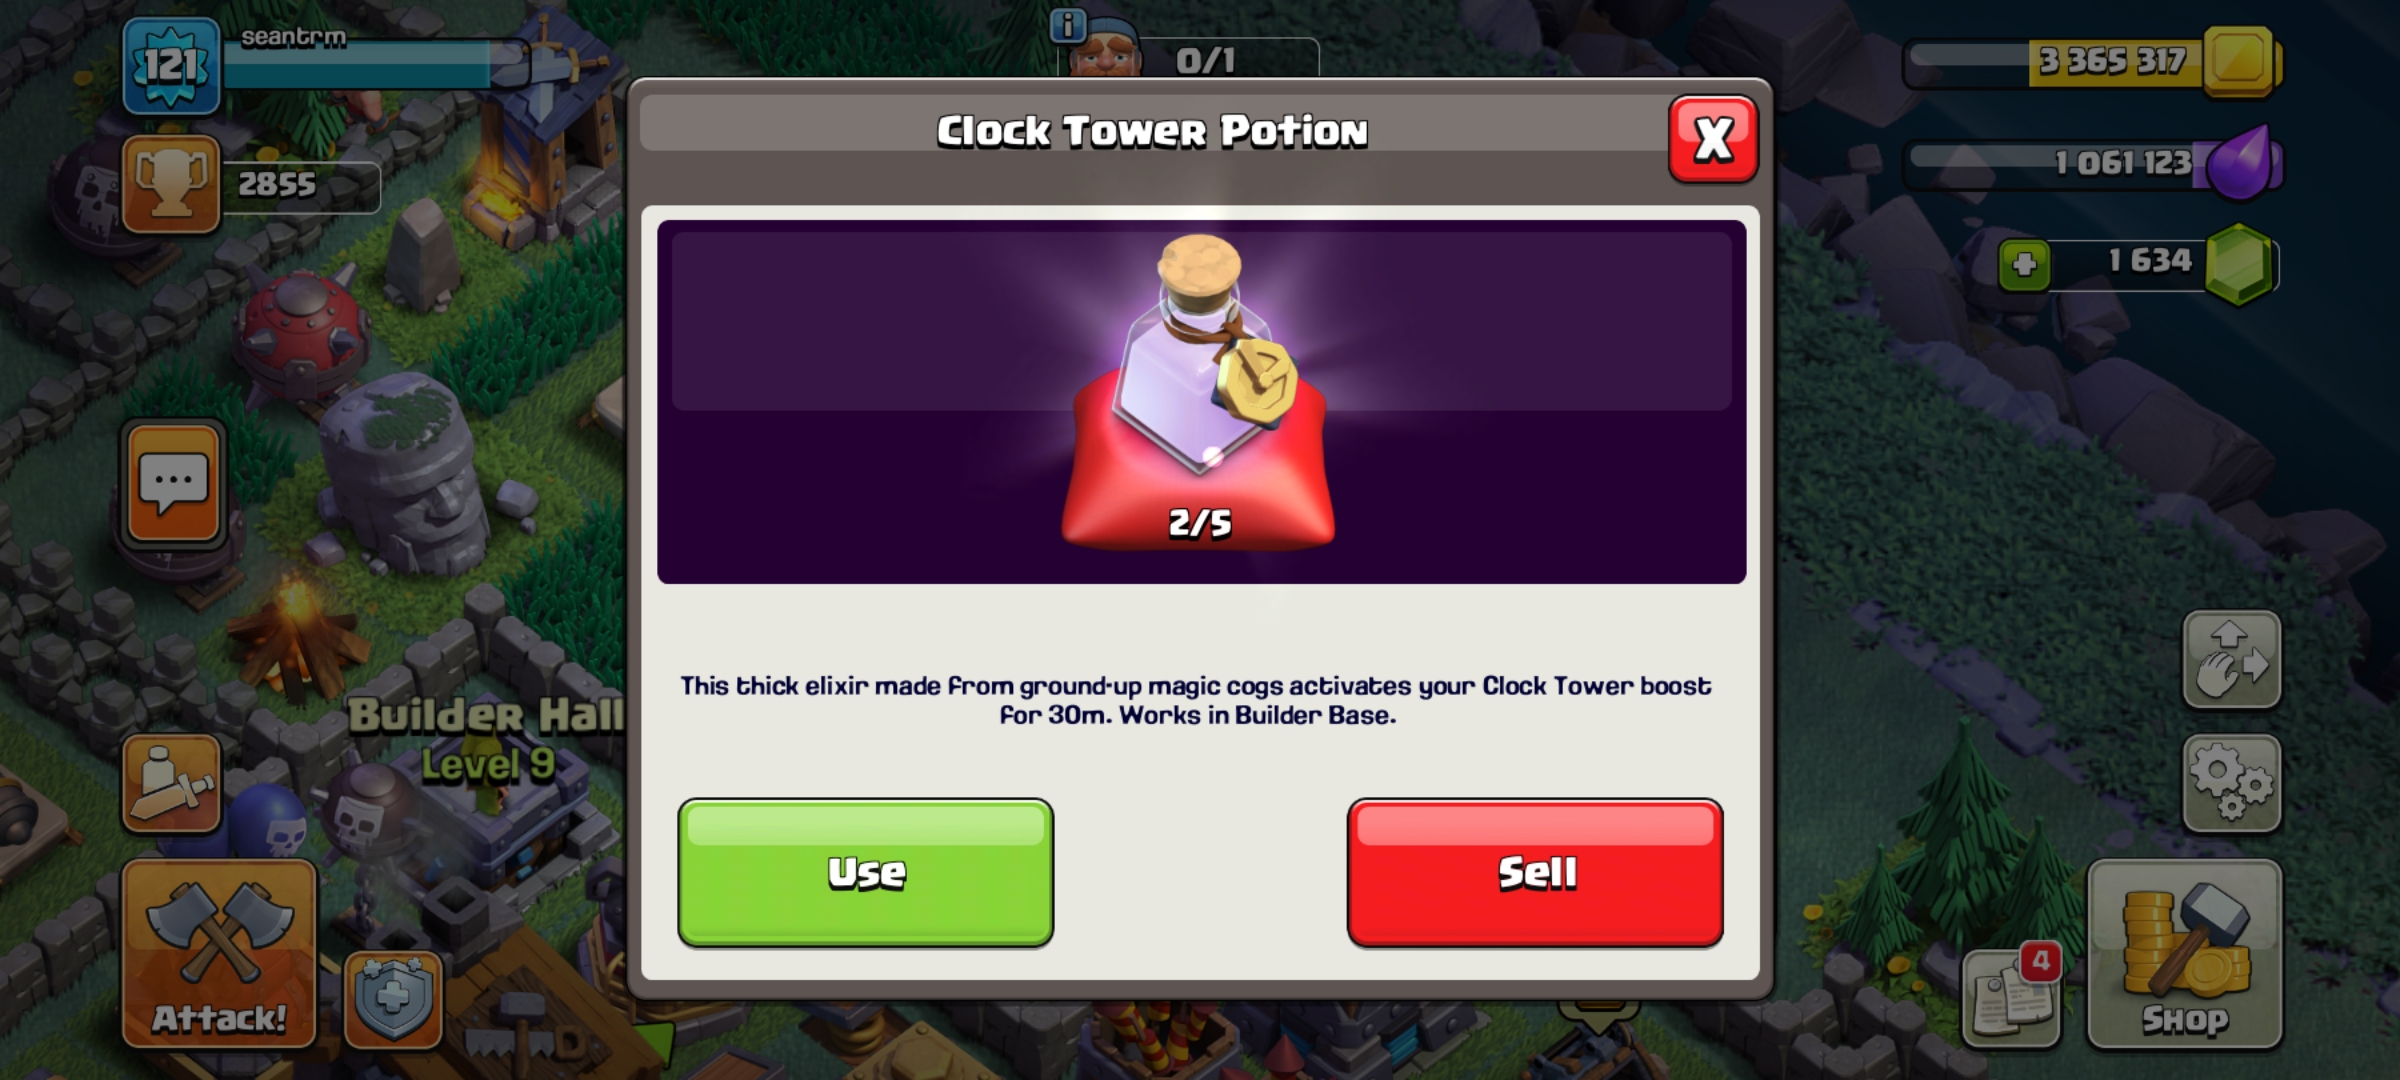 121
seantrm
2855
i
0/1
3 365 317
1 061 123
1 634
Clock Tower Potion
X
2/5
This thick elixir made from ground-up magic cogs activates your Clock Tower boost
for 30m. Works in Builder Base.
Use
Sell
Builder Hall
Level 9
Attack!
4
Shop